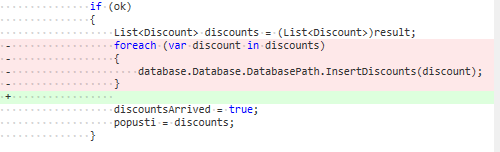 if (ok)
{
List<Discount> discounts = (List<Discount>)result;
- foreach (var discount in discounts)
- {
- database.Database.DatabasePath.InsertDiscounts(discount);
- }
+
discountsArrived = true;
popusti = discounts;
}